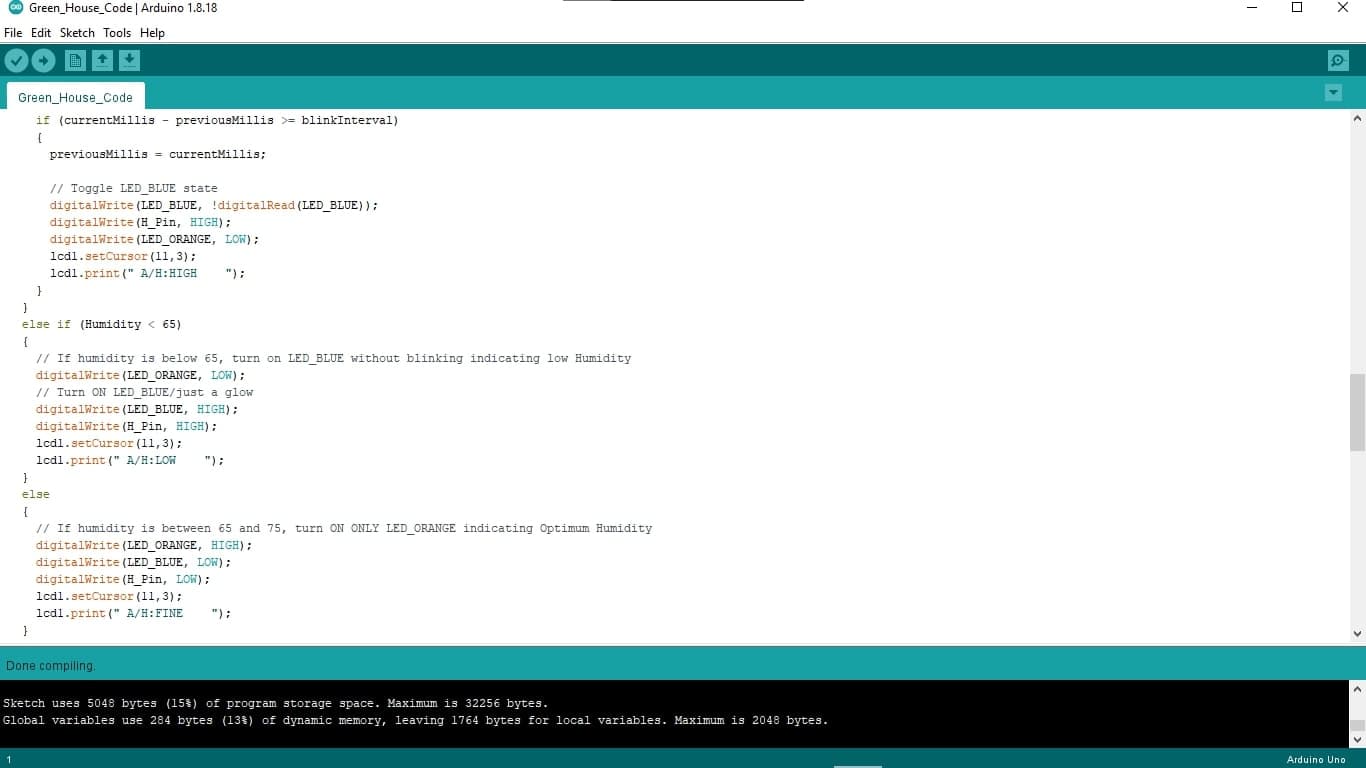 Green_House_Code | Arduino 1.8.18
File Edit Sketch Tools Help
Green_House_Code
if (currentMillis - previousMillis >= blinkInterval)
{
previousMillis = currentMillis;
// Toggle LED_BLUE state
digitalWrite(LED_BLUE, !digitalRead(LED_BLUE));
digitalWrite(H_Pin, HIGH);
digitalWrite(LED_ORANGE, LOW);
lcd1.setCursor(11,3);
lcd1.print(" A/H:HIGH    ");
}
}
else if (Humidity < 65)
{
// If humidity is below 65, turn on LED_BLUE without blinking indicating low Humidity
digitalWrite(LED_ORANGE, LOW);
// Turn ON LED_BLUE/just a glow
digitalWrite(LED_BLUE, HIGH);
digitalWrite(H_Pin, HIGH);
lcd1.setCursor(11,3);
lcd1.print(" A/H:LOW    ");
}
else
{
// If humidity is between 65 and 75, turn ON ONLY LED_ORANGE indicating Optimum Humidity
digitalWrite(LED_ORANGE, HIGH);
digitalWrite(LED_BLUE, LOW);
digitalWrite(H_Pin, LOW);
lcd1.setCursor(11,3);
lcd1.print(" A/H:FINE    ");
}
Done compiling.
Sketch uses 5048 bytes (15%) of program storage space. Maximum is 32256 bytes.
Global variables use 284 bytes (13%) of dynamic memory, leaving 1764 bytes for local variables. Maximum is 2048 bytes.
1
Arduino Uno